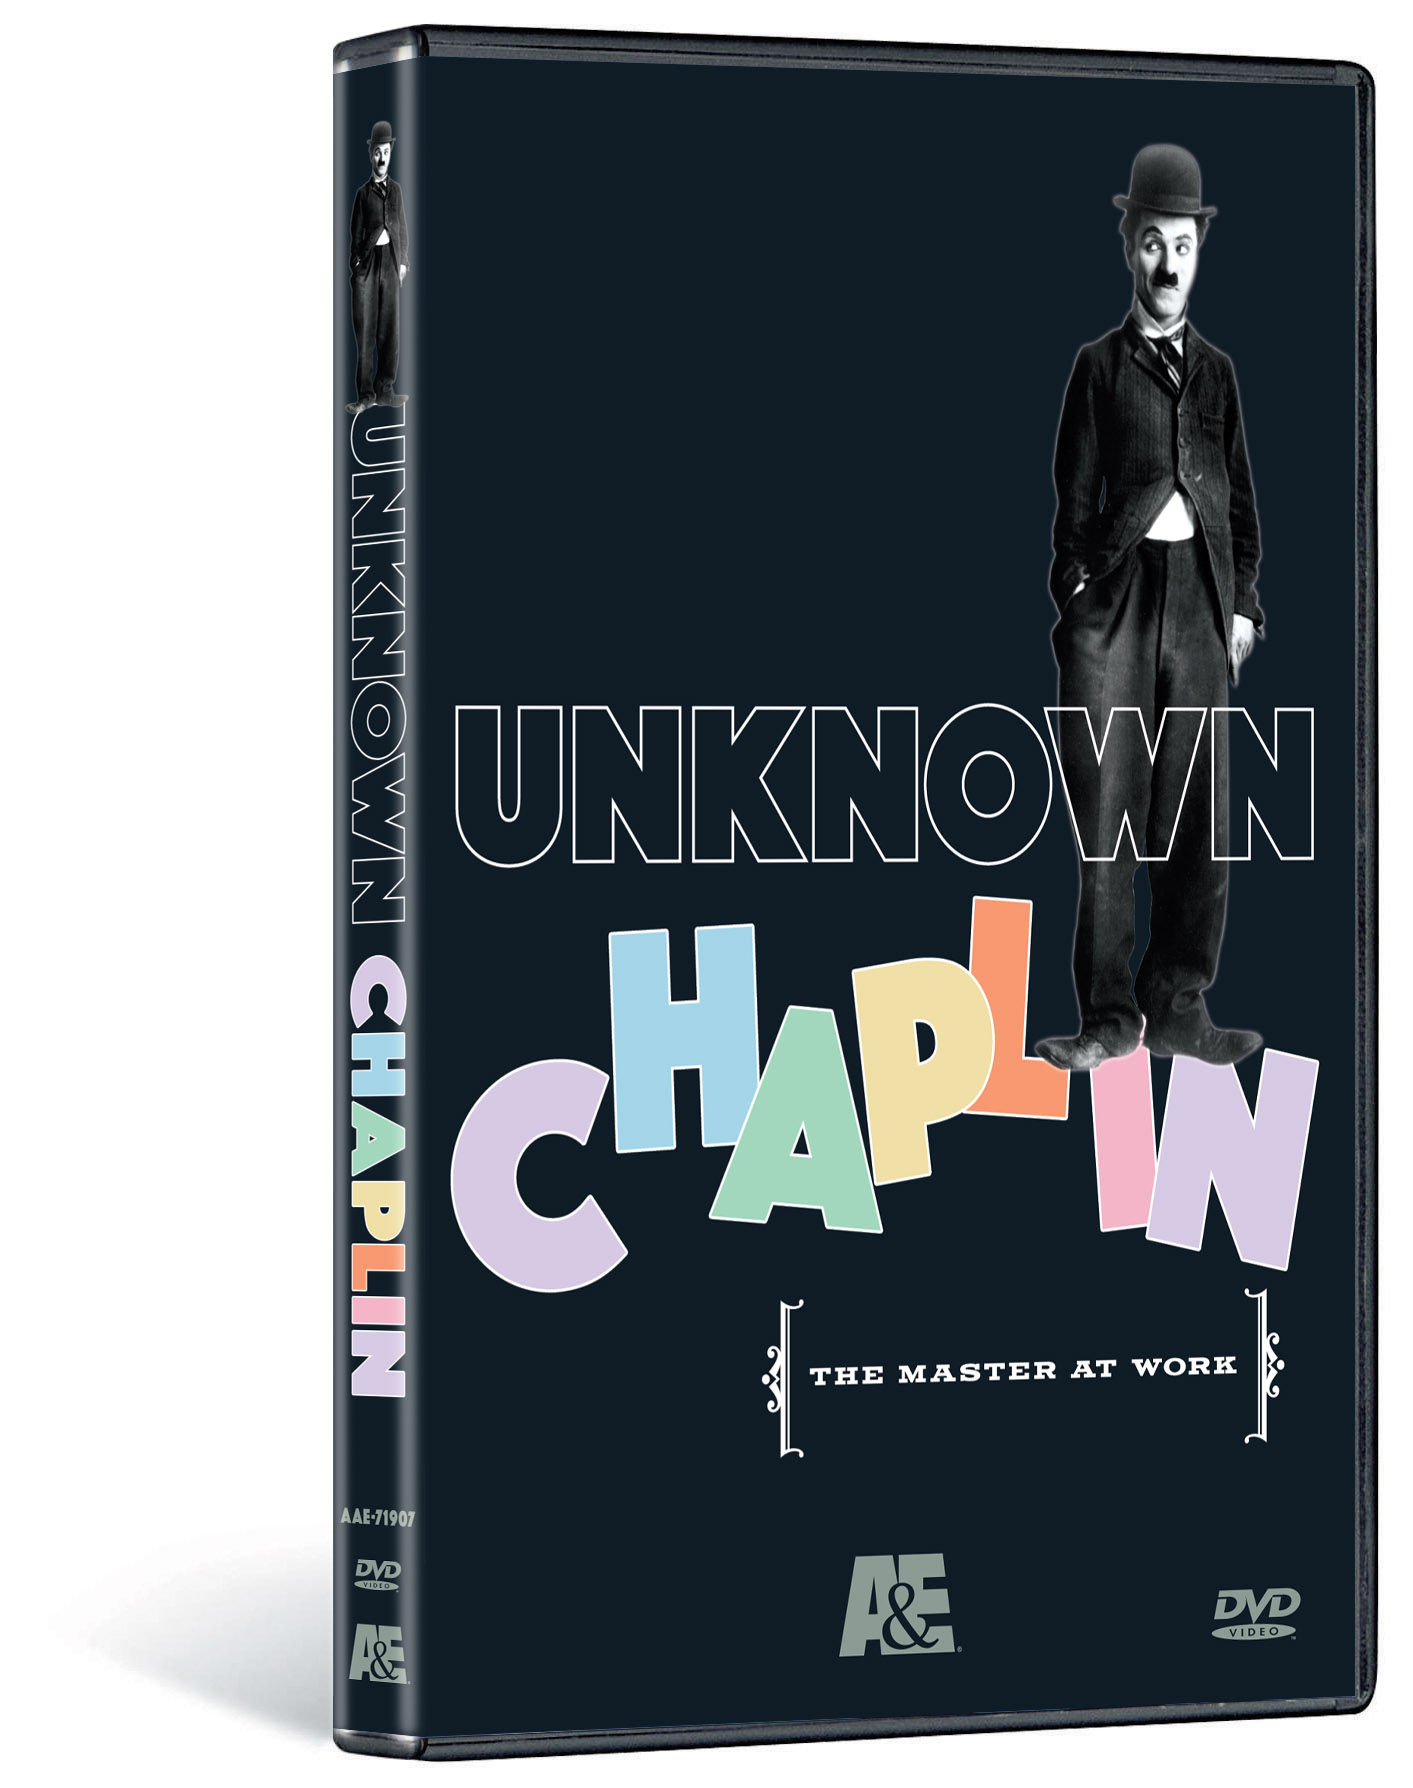 UNKNOWN CHAPLIN
AAE-71907
DVD
VIDEO
A&E
UNKNOWN
CHAPLIN
THE MASTER AT WORK
A&E
DVD
VIDEO